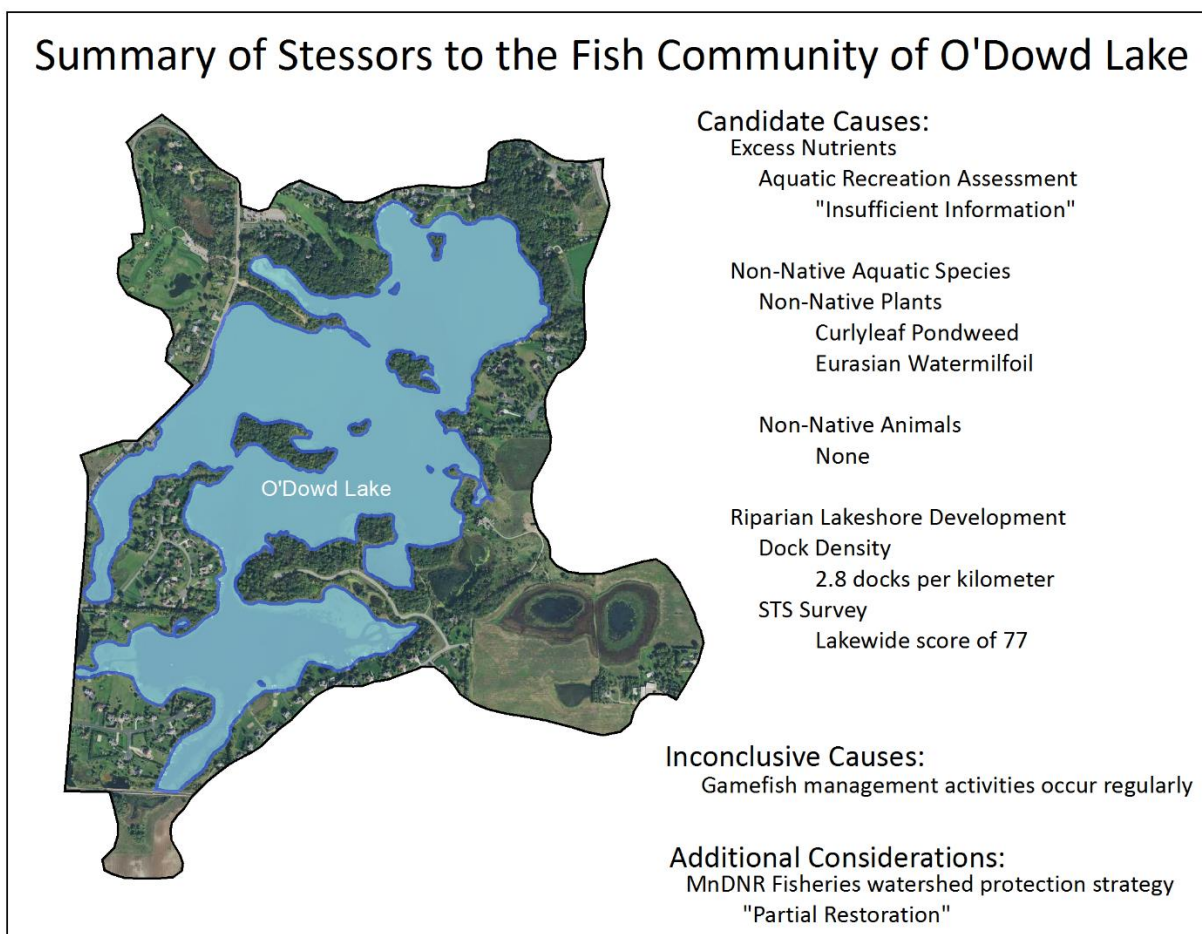 Summary of Stessors to the Fish Community of O'Dowd Lake
O'Dowd Lake
Candidate Causes:
Excess Nutrients
Aquatic Recreation Assessment
"Insufficient Information"
Non-Native Aquatic Species
Non-Native Plants
Curlyleaf Pondweed
Eurasian Watermilfoil
Non-Native Animals
None
Riparian Lakeshore Development
Dock Density
2.8 docks per kilometer
STS Survey
Lakewide score of 77
Inconclusive Causes:
Gamefish management activities occur regularly
Additional Considerations:
MnDNR Fisheries watershed protection strategy
"Partial Restoration"